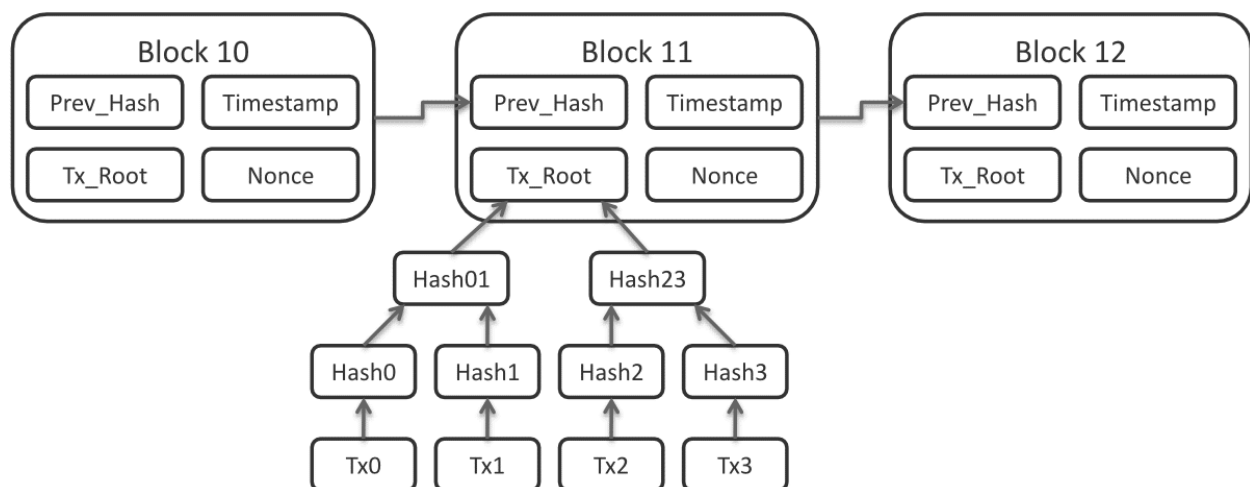 Block 10
Block 11
Block 12
Prev_Hash
Timestamp
Prev_Hash
Timestamp
Prev_Hash
Timestamp
Tx_Root
Nonce
Tx_Root
Nonce
Tx_Root
Nonce
Hash01
Hash23
Hash0
Hash1
Hash2
Hash3
Tx0
Tx1
Tx2
Tx3